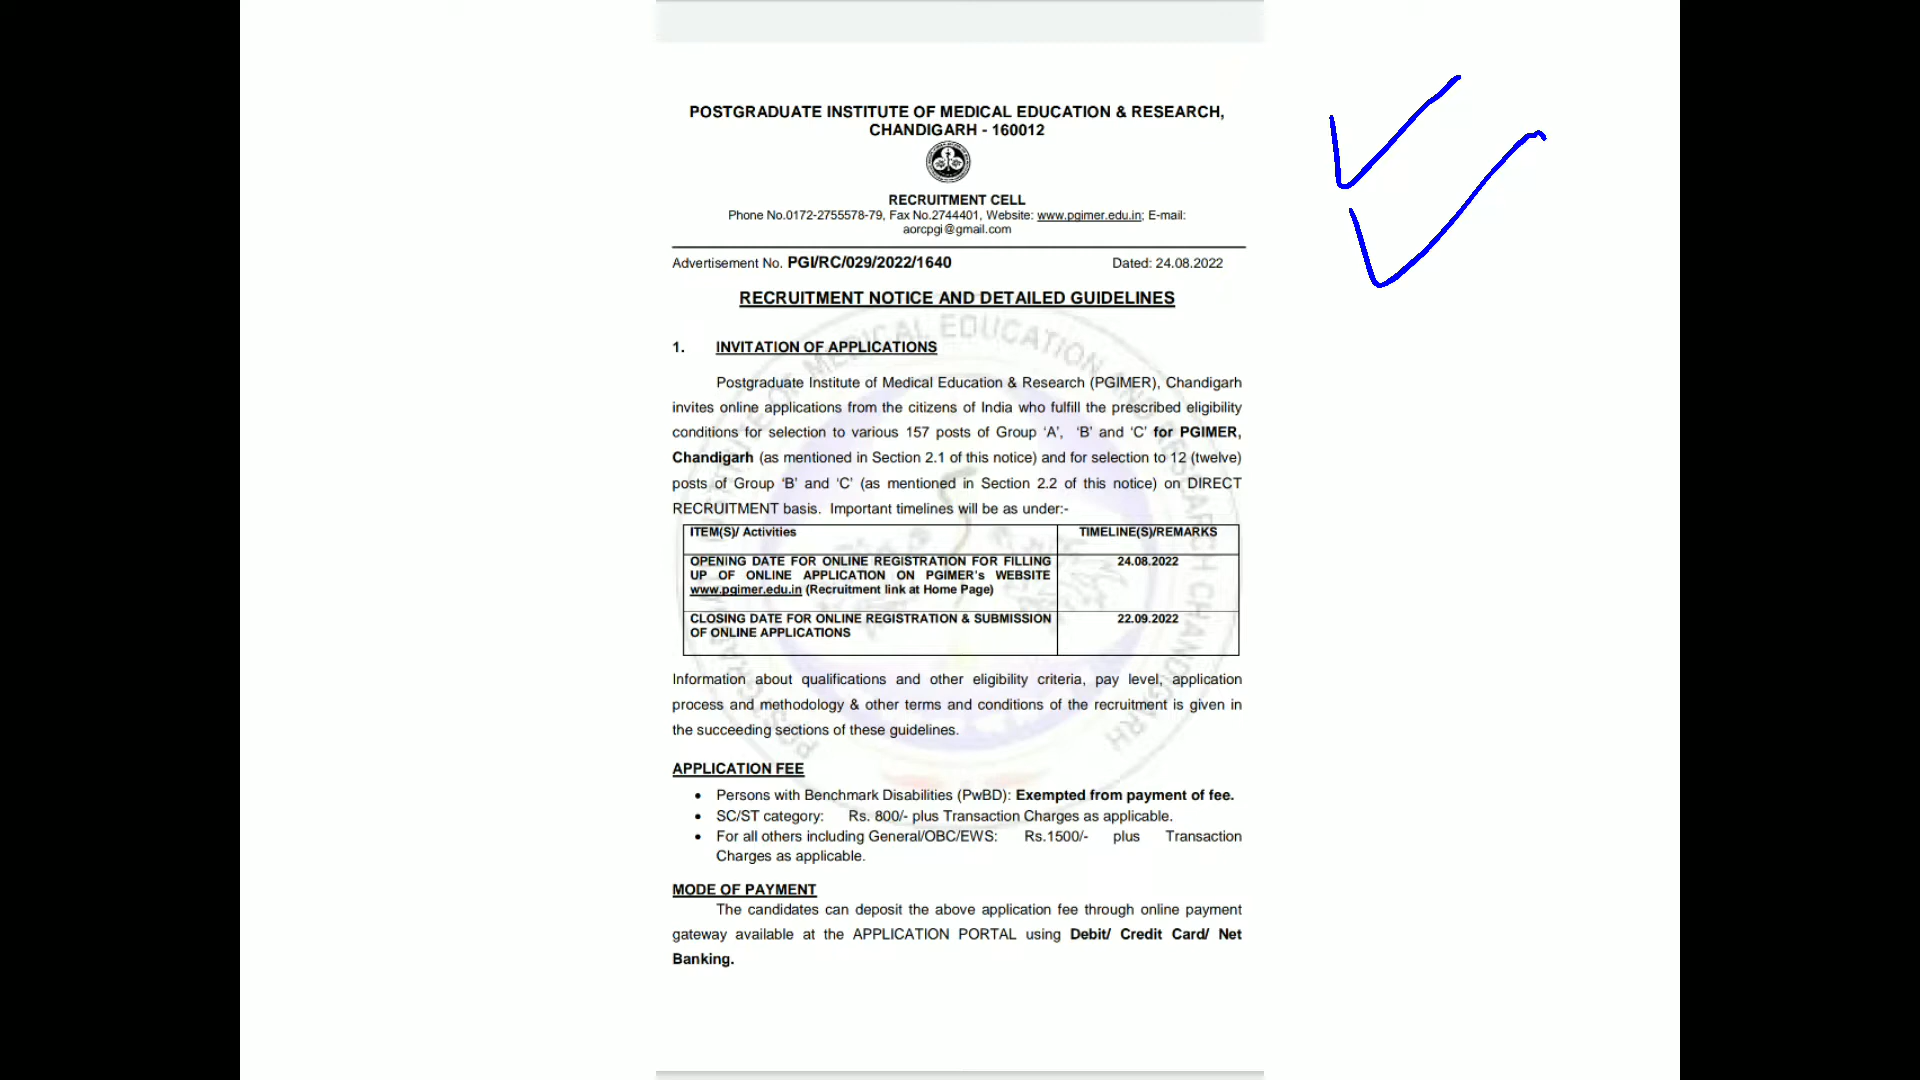 POSTGRADUATE INSTITUTE OF MEDICAL EDUCATION & RESEARCH,
CHANDIGARH - 160012
RECRUITMENT CELL
Phone No.0172-2755578-79, Fax No.2744401, Website: www.pgimer.edu.in; E-mail:
aorcpgi@gmail.com
Advertisement No. PGI/RC/029/2022/1640 Dated: 24.08.2022
RECRUITMENT NOTICE AND DETAILED GUIDELINES
1. INVITATION OF APPLICATIONS
Postgraduate Institute of Medical Education & Research (PGIMER), Chandigarh
invites online applications from the citizens of India who fulfill the prescribed eligibility
conditions for selection to various 157 posts of Group ‘A’, ‘B’ and ‘C’ for PGIMER,
Chandigarh (as mentioned in Section 2.1 of this notice) and for selection to 12 (twelve)
posts of Group ‘B’ and ‘C’ (as mentioned in Section 2.2 of this notice) on DIRECT
RECRUITMENT basis. Important timelines will be as under:-
ITEM(S)/ Activities TIMELINE(S)/REMARKS
OPENING DATE FOR ONLINE REGISTRATION FOR FILLING 24.08.2022
UP OF ONLINE APPLICATION ON PGIMER's WEBSITE
www.pgimer.edu.in (Recruitment link at Home Page)
CLOSING DATE FOR ONLINE REGISTRATION & SUBMISSION 22.09.2022
OF ONLINE APPLICATIONS
Information about qualifications and other eligibility criteria, pay level, application
process and methodology & other terms and conditions of the recruitment is given in
the succeeding sections of these guidelines.
APPLICATION FEE
• Persons with Benchmark Disabilities (PwBD): Exempted from payment of fee.
• SC/ST category: Rs. 800/- plus Transaction Charges as applicable.
• For all others including General/OBC/EWS: Rs.1500/- plus Transaction
Charges as applicable.
MODE OF PAYMENT
The candidates can deposit the above application fee through online payment
gateway available at the APPLICATION PORTAL using Debit/ Credit Card/ Net
Banking.